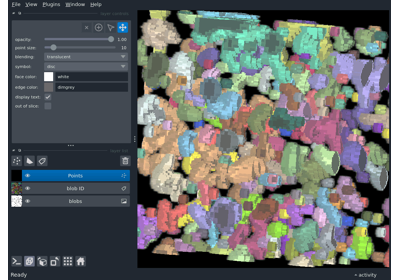 File View Plugins Window Help
opacity: 1.00
point size: 10
blending: translucent
symbol: disc
face color: white
edge color: dimgrey
display text:
out of slice:
Points
blob ID
blobs
Ready
activity